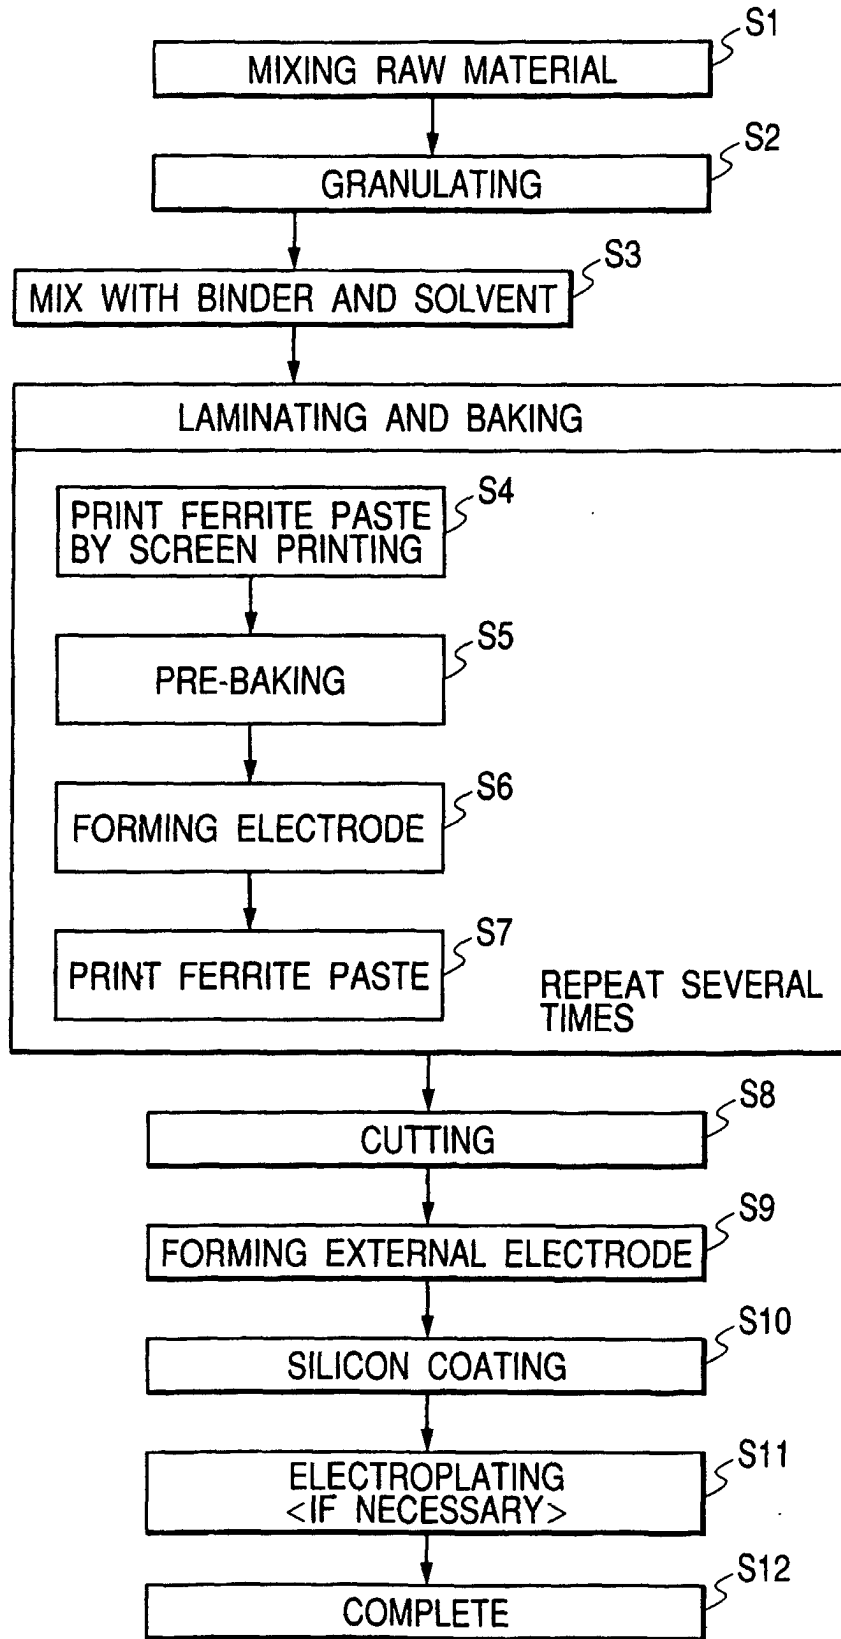 S1
MIXING RAW MATERIAL
S2
GRANULATING
S3
MIX WITH BINDER AND SOLVENT
LAMINATING AND BAKING
S4
PRINT FERRITE PASTE
BY SCREEN PRINTING
S5
PRE-BAKING
S6
FORMING ELECTRODE
S7
PRINT FERRITE PASTE
REPEAT SEVERAL
TIMES
S8
CUTTING
S9
FORMING EXTERNAL ELECTRODE
S10
SILICON COATING
S11
ELECTROPLATING
<IF NECESSARY>
S12
COMPLETE